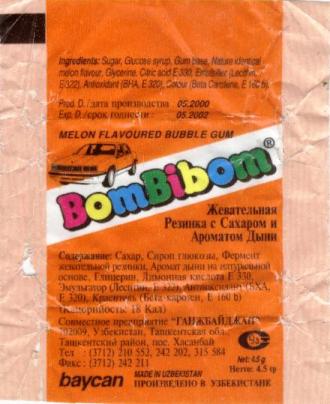 Ingredients: Sugar, Glucose syrup, Gum base, Nature identical
melon flavour, Glycerine, Citric acid E 330, Emulsifier (Lecithin,
E 322), Antioxidant (BHA, E 320), Colour (Beta Carotene, E 160 b).
Prod. D. /дата производства 05.2000
Exp. D. /срок годности : 05.2002
MELON FLAVOURED BUBBLE GUM
BomBibom®
Жевательная
Резинка с Сахаром и
Ароматом Дыни
Содержание: Сахар, Сироп глюкозы, Фермент
жевательной резинки, Аромат дыни на натуральной
основе, Глицерин, Лимонная кислота Е 330,
Эмульгатор (Леситин, Е 322), Антиоксидант (БХА,
Е 320), Краситель (Бета-каротен, Е 160 b)
(Калорийность: 18 Кал)
Совместное предприятие "ГАНЖБАЙДЖАН"
702009, Узбекистан, Ташкентская обл.,
Ташкентский район, пос. Хасанбай
Тел : (3712) 210 552, 242 202, 315 584
Факс : (3712) 242 211
Net: 4.5 g
Нетто: 4.5 гр
baycan
MADE IN UZBEKISTAN
ПРОИЗВЕДЕНО В УЗБЕКИСТАНЕ